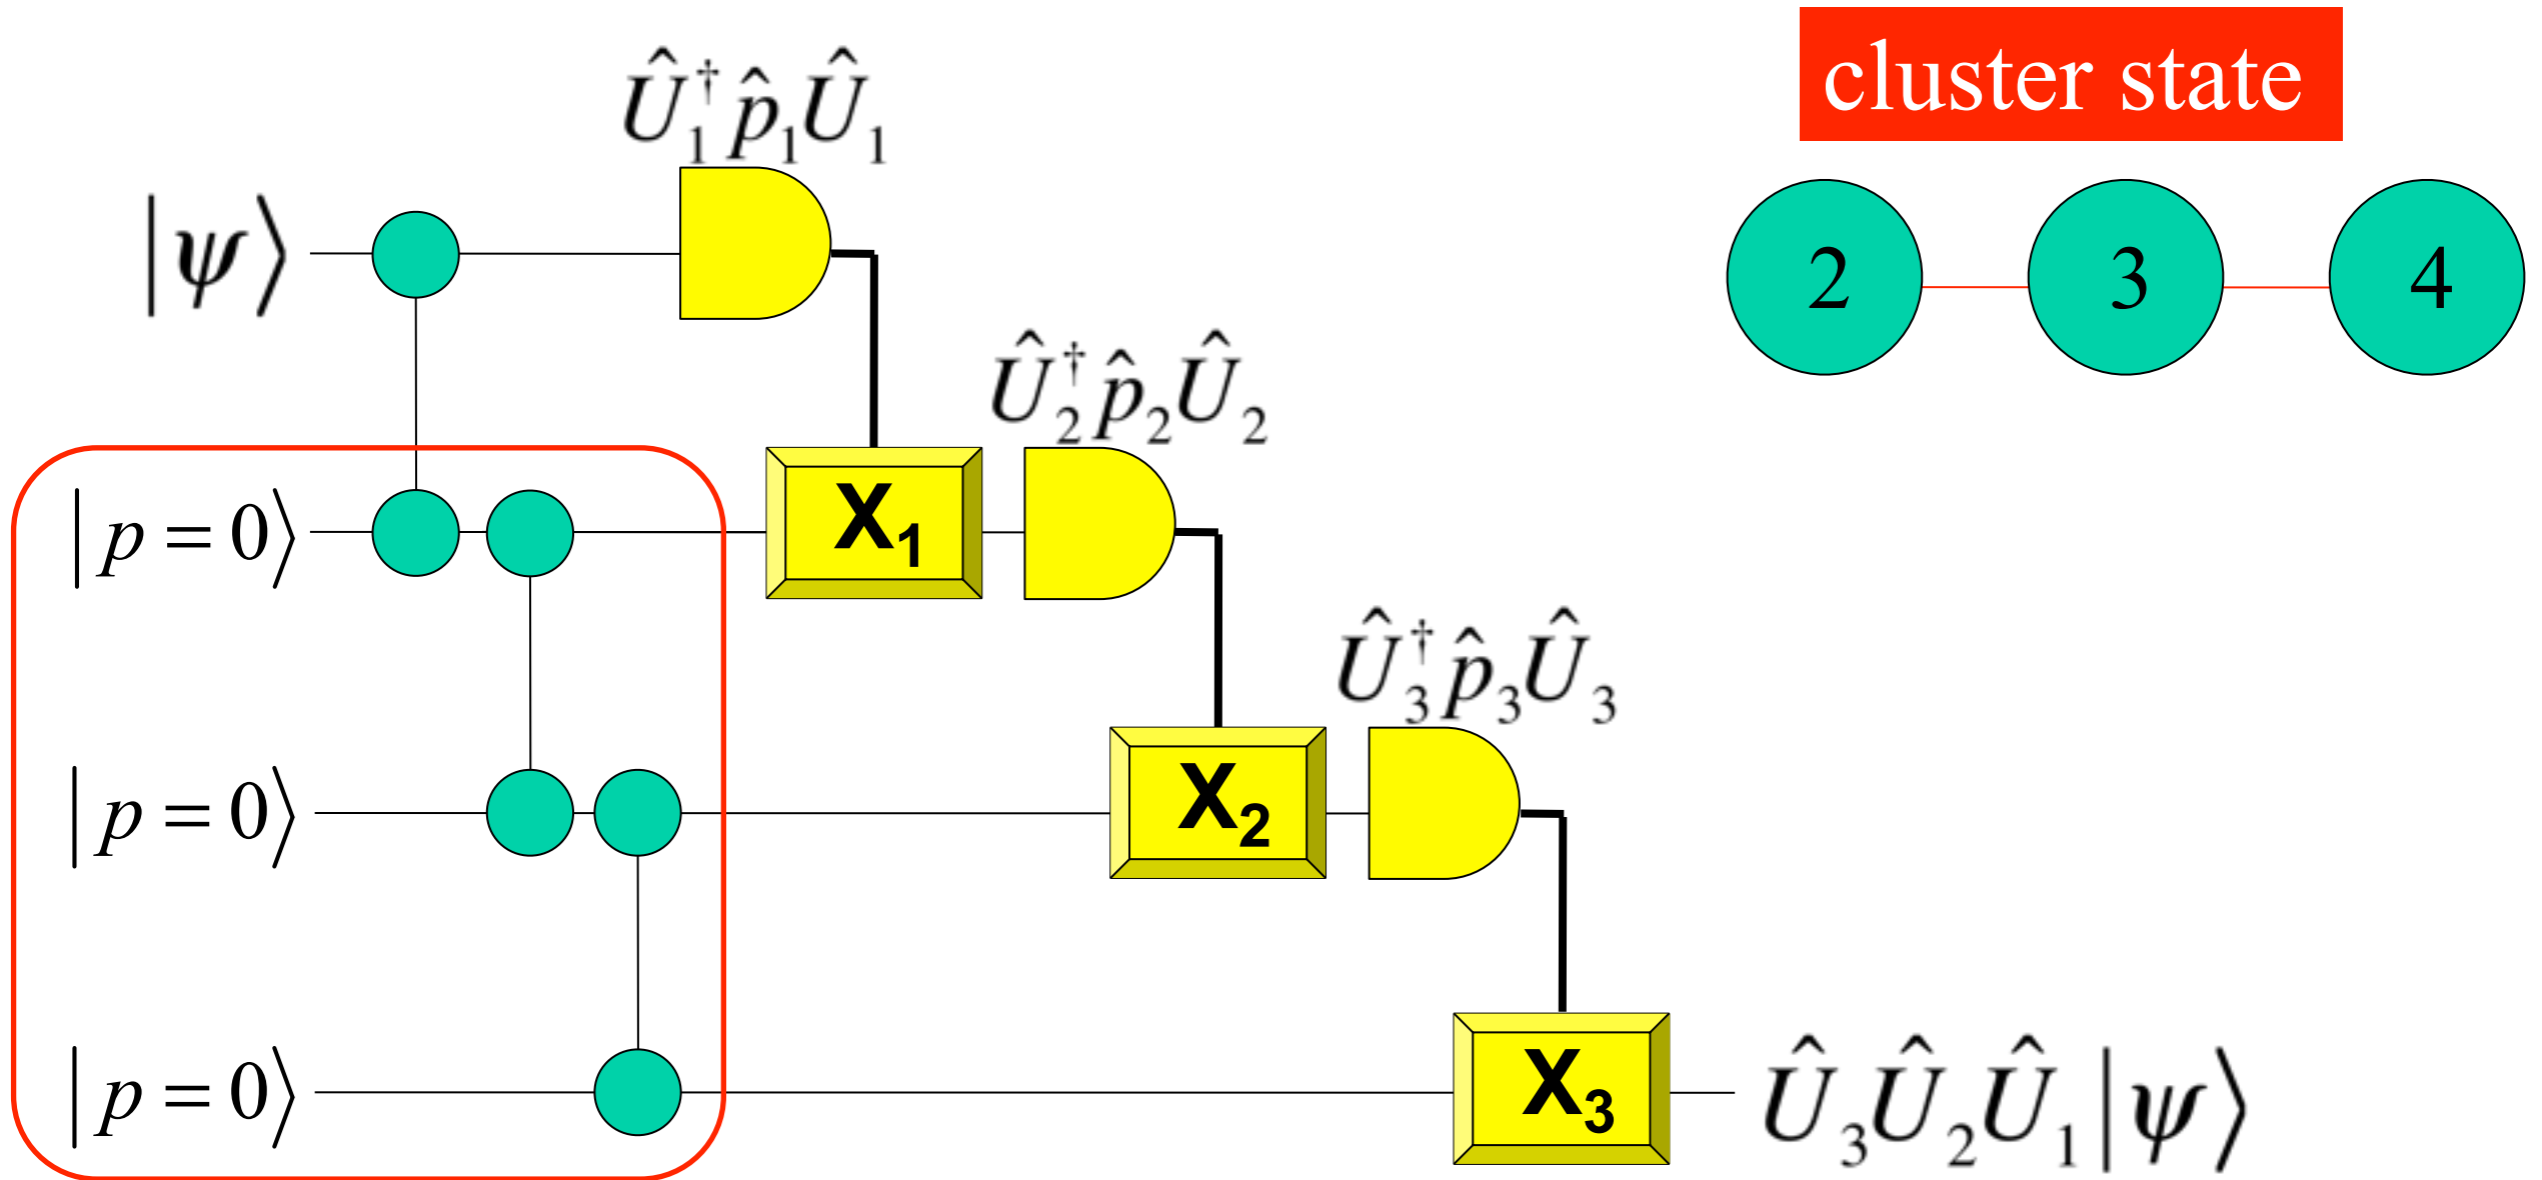 cluster state
2 3 4
Û₁†p̂₁Û₁
|ψ⟩
Û₂†p̂₂Û₂
|p = 0⟩
X₁
Û₃†p̂₃Û₃
|p = 0⟩
X₂
|p = 0⟩
X₃
Û₃Û₂Û₁|ψ⟩